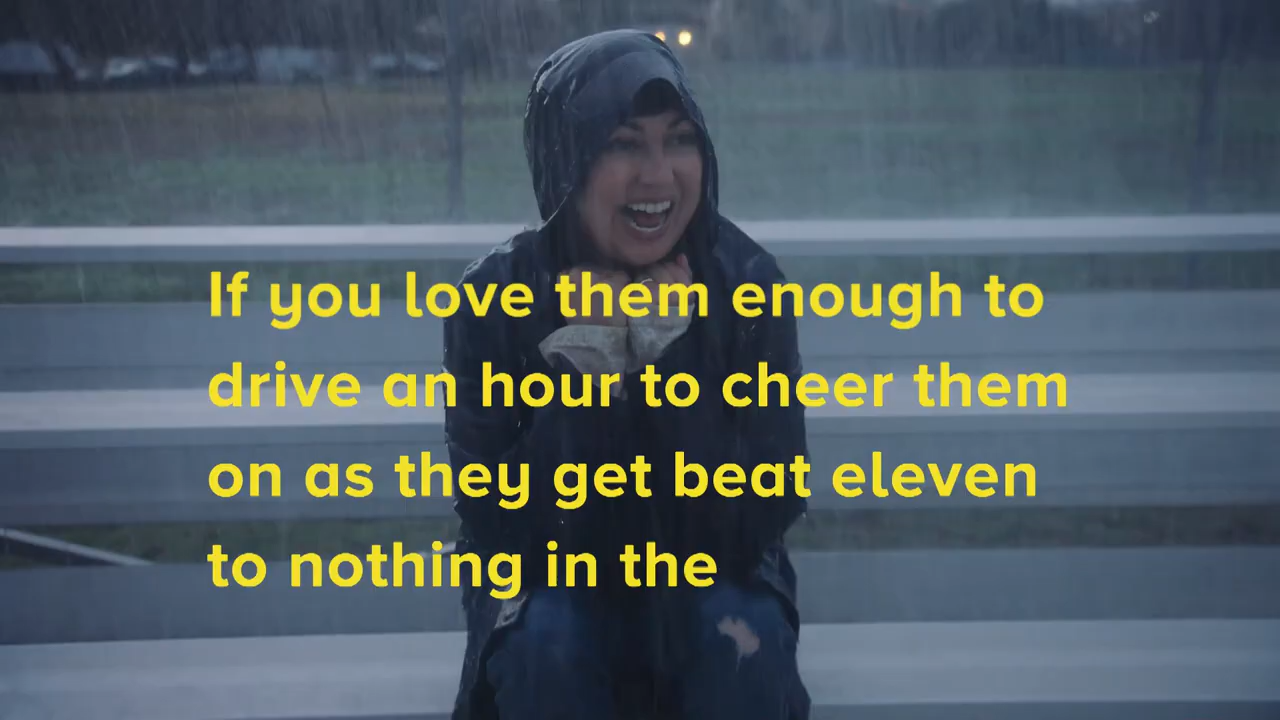 If you love them enough to
drive an hour to cheer them
on as they get beat eleven
to nothing in the